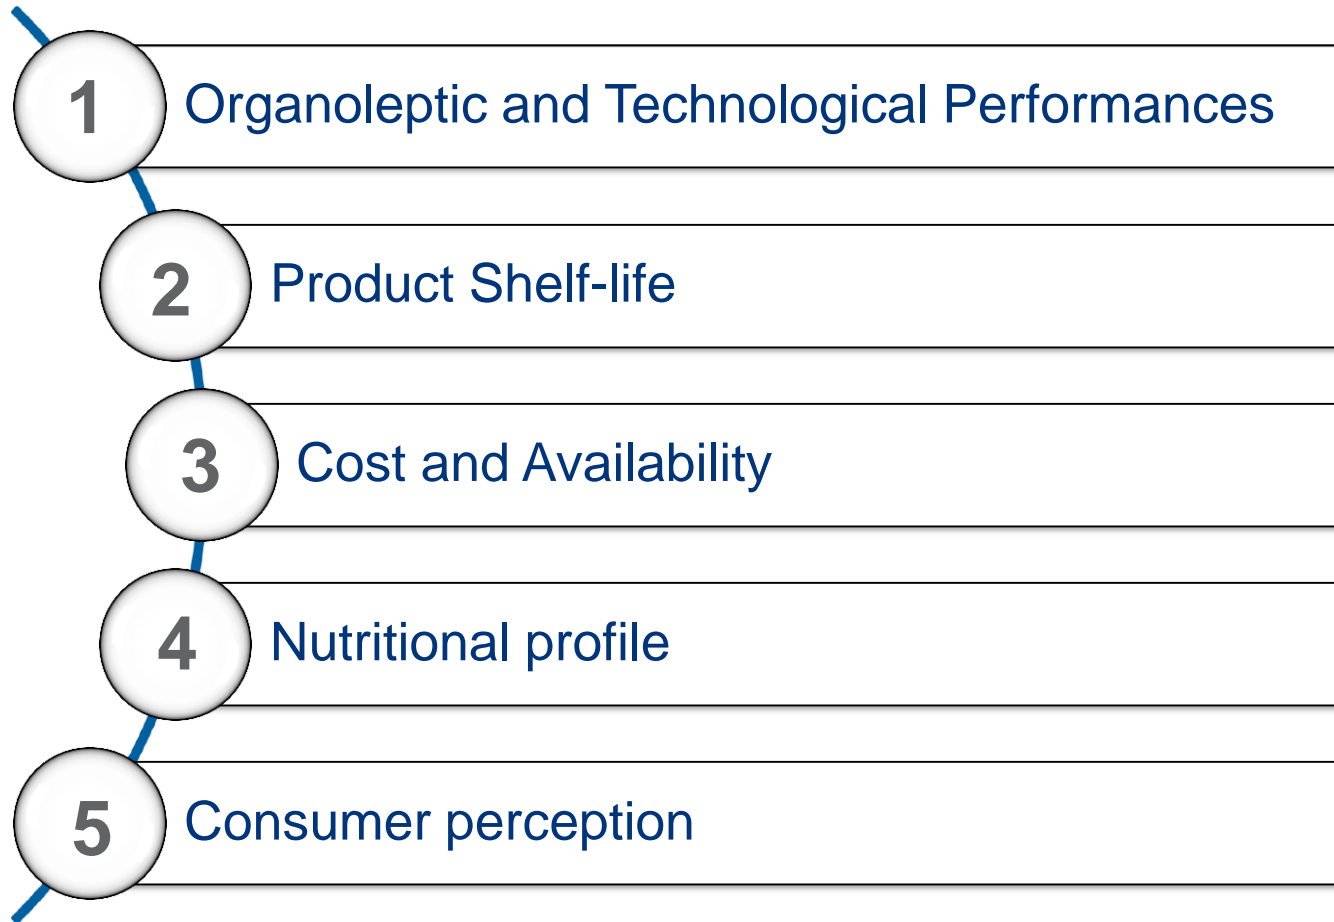 1 Organoleptic and Technological Performances
2 Product Shelf-life
3 Cost and Availability
4 Nutritional profile
5 Consumer perception